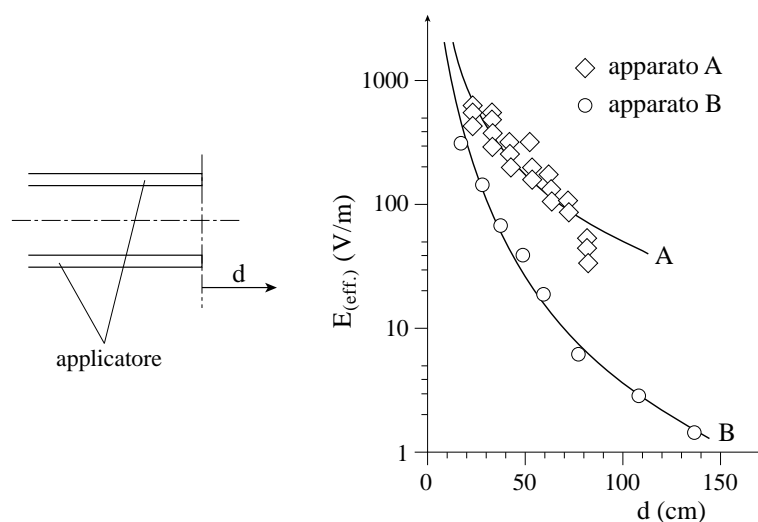 d
applicatore
E(eff.) (V/m)
1000
100
10
1
apparato A
apparato B
A
B
0
50
100
150
d (cm)